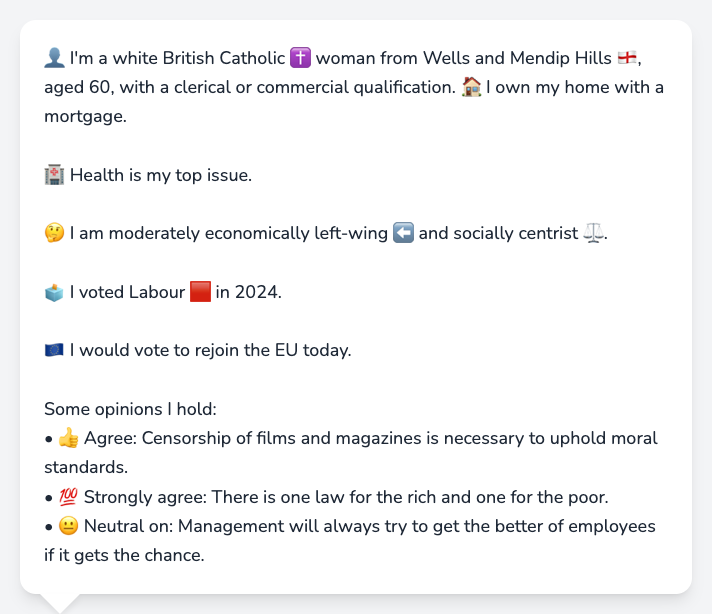 👤 I'm a white British Catholic ✝️ woman from Wells and Mendip Hills 🏴󠁧󠁢󠁥󠁮󠁧󠁿,
aged 60, with a clerical or commercial qualification. 🏠 I own my home with a
mortgage.
🏥 Health is my top issue.
🤔 I am moderately economically left-wing ⬅️ and socially centrist ⚖️.
🗳️ I voted Labour 🟥 in 2024.
🇪🇺 I would vote to rejoin the EU today.
Some opinions I hold:
• 👍 Agree: Censorship of films and magazines is necessary to uphold moral
standards.
• 💯 Strongly agree: There is one law for the rich and one for the poor.
• 😐 Neutral on: Management will always try to get the better of employees
if it gets the chance.